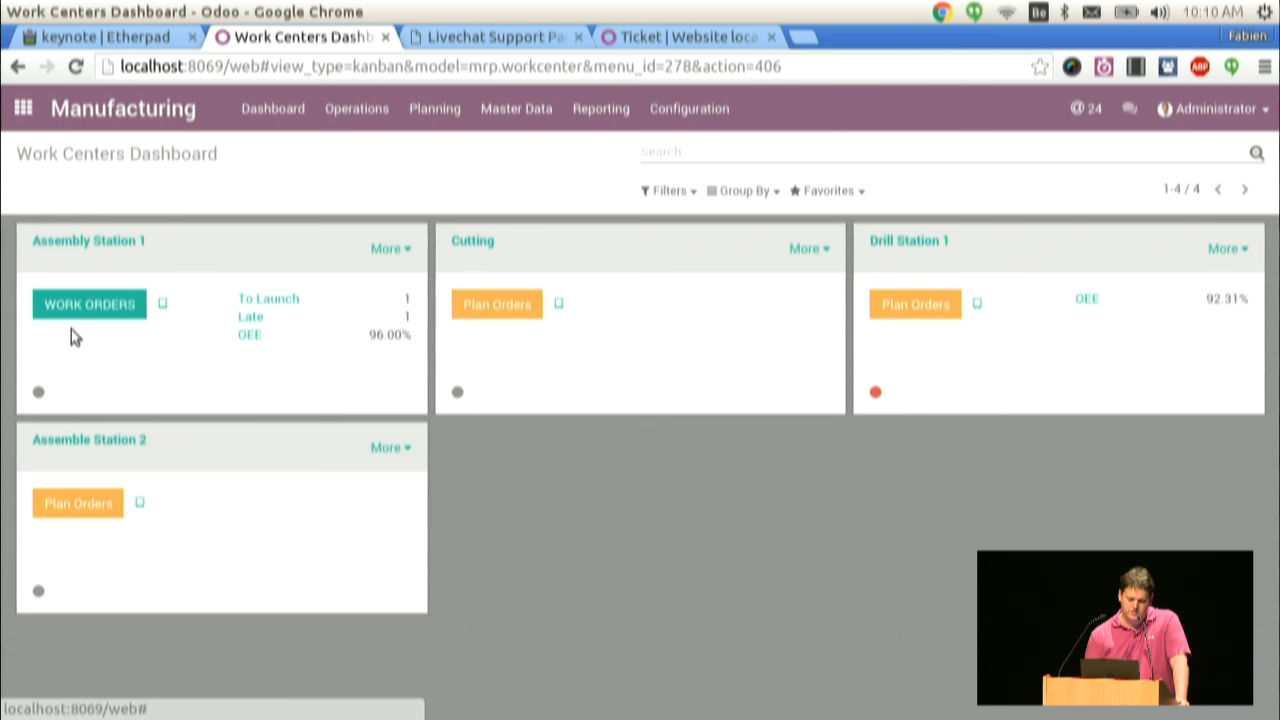 Work Centers Dashboard - Odoo - Google Chrome
Be
10:10 AM
keynote | Etherpad
Work Centers Dashb
Livechat Support Pa
Ticket | Website loca
Fabien
localhost:8069/web#view_type=kanban&model=mrp.workcenter&menu_id=278&action=406
ABP
Manufacturing
Dashboard
Operations
Planning
Master Data
Reporting
Configuration
@ 24
Administrator
Work Centers Dashboard
Search
Filters
Group By
Favorites
1-4 / 4
Assembly Station 1
More
WORK ORDERS
To Launch 1
Late 1
OEE 96.00%
Cutting
More
Plan Orders
Drill Station 1
More
Plan Orders
OEE 92.31%
Assemble Station 2
More
Plan Orders
localhost:8069/web#